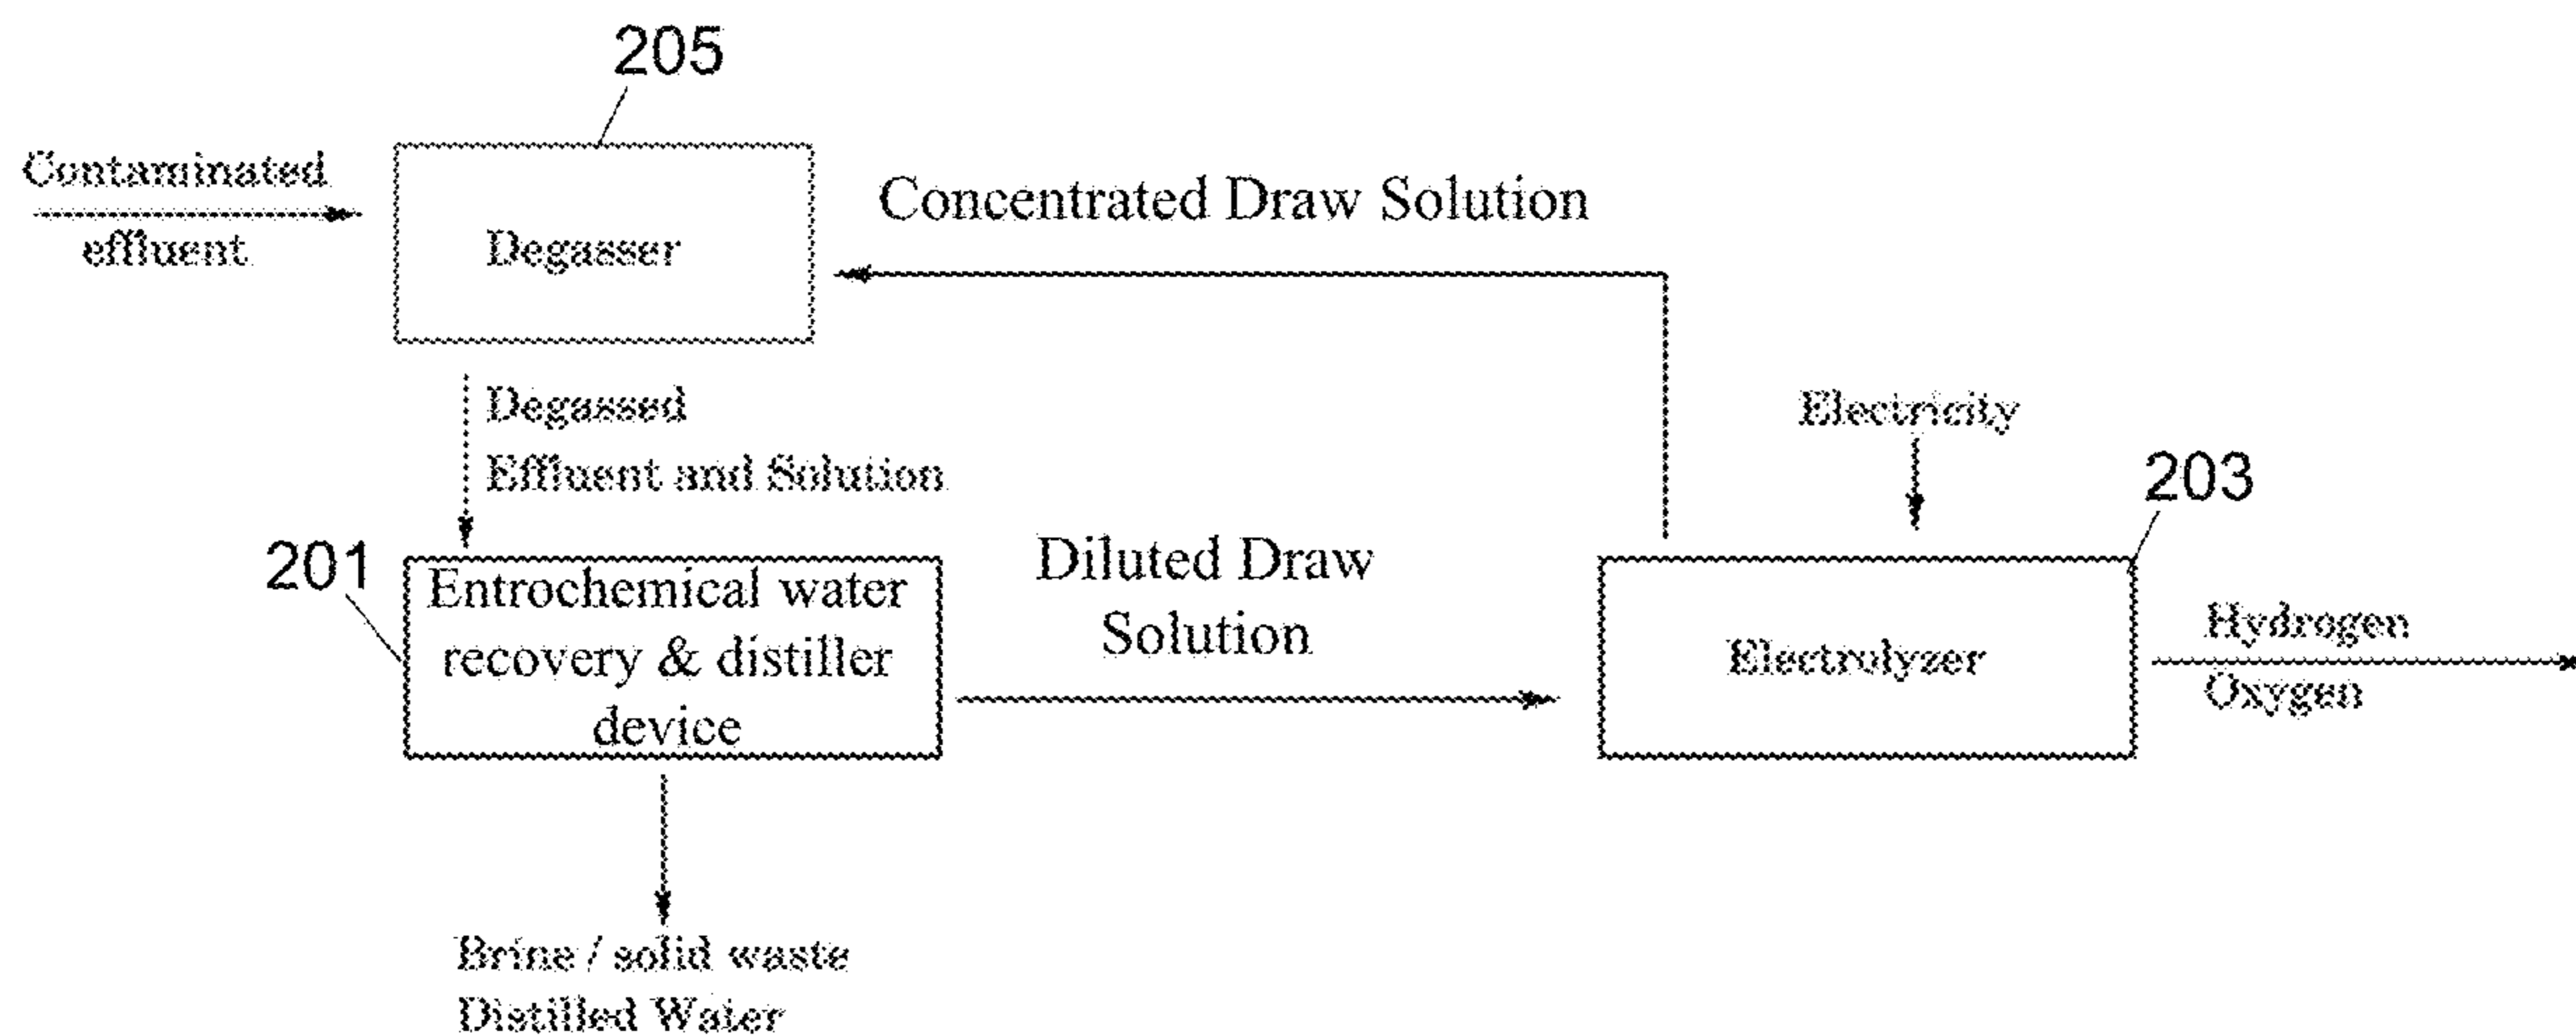 205
Contaminated
effluent
Degasser
Concentrated Draw Solution
Degassed
Effluent and Solution
Electricity
203
201
Entrochemical water
recovery & distiller
device
Diluted Draw
Solution
Electrolyzer
Hydrogen
Oxygen
Brine / solid waste
Distilled Water